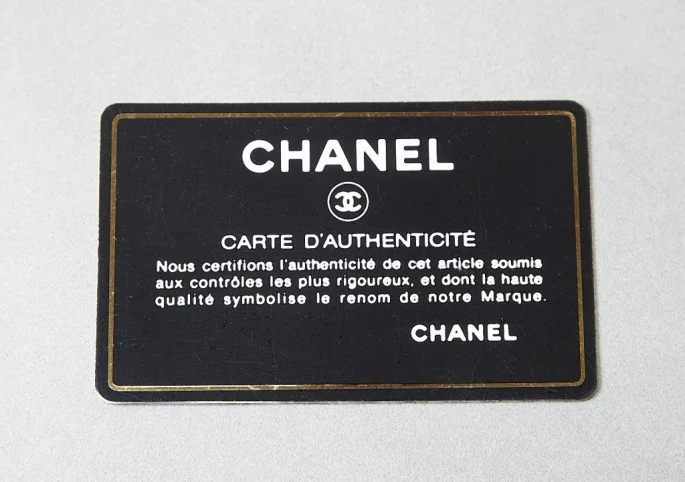 CHANEL
CARTE D'AUTHENTICITÉ
Nous certifions l'authenticité de cet article soumis
aux contrôles les plus rigoureux, et dont la haute
qualité symbolise le renom de notre Marque.
CHANEL